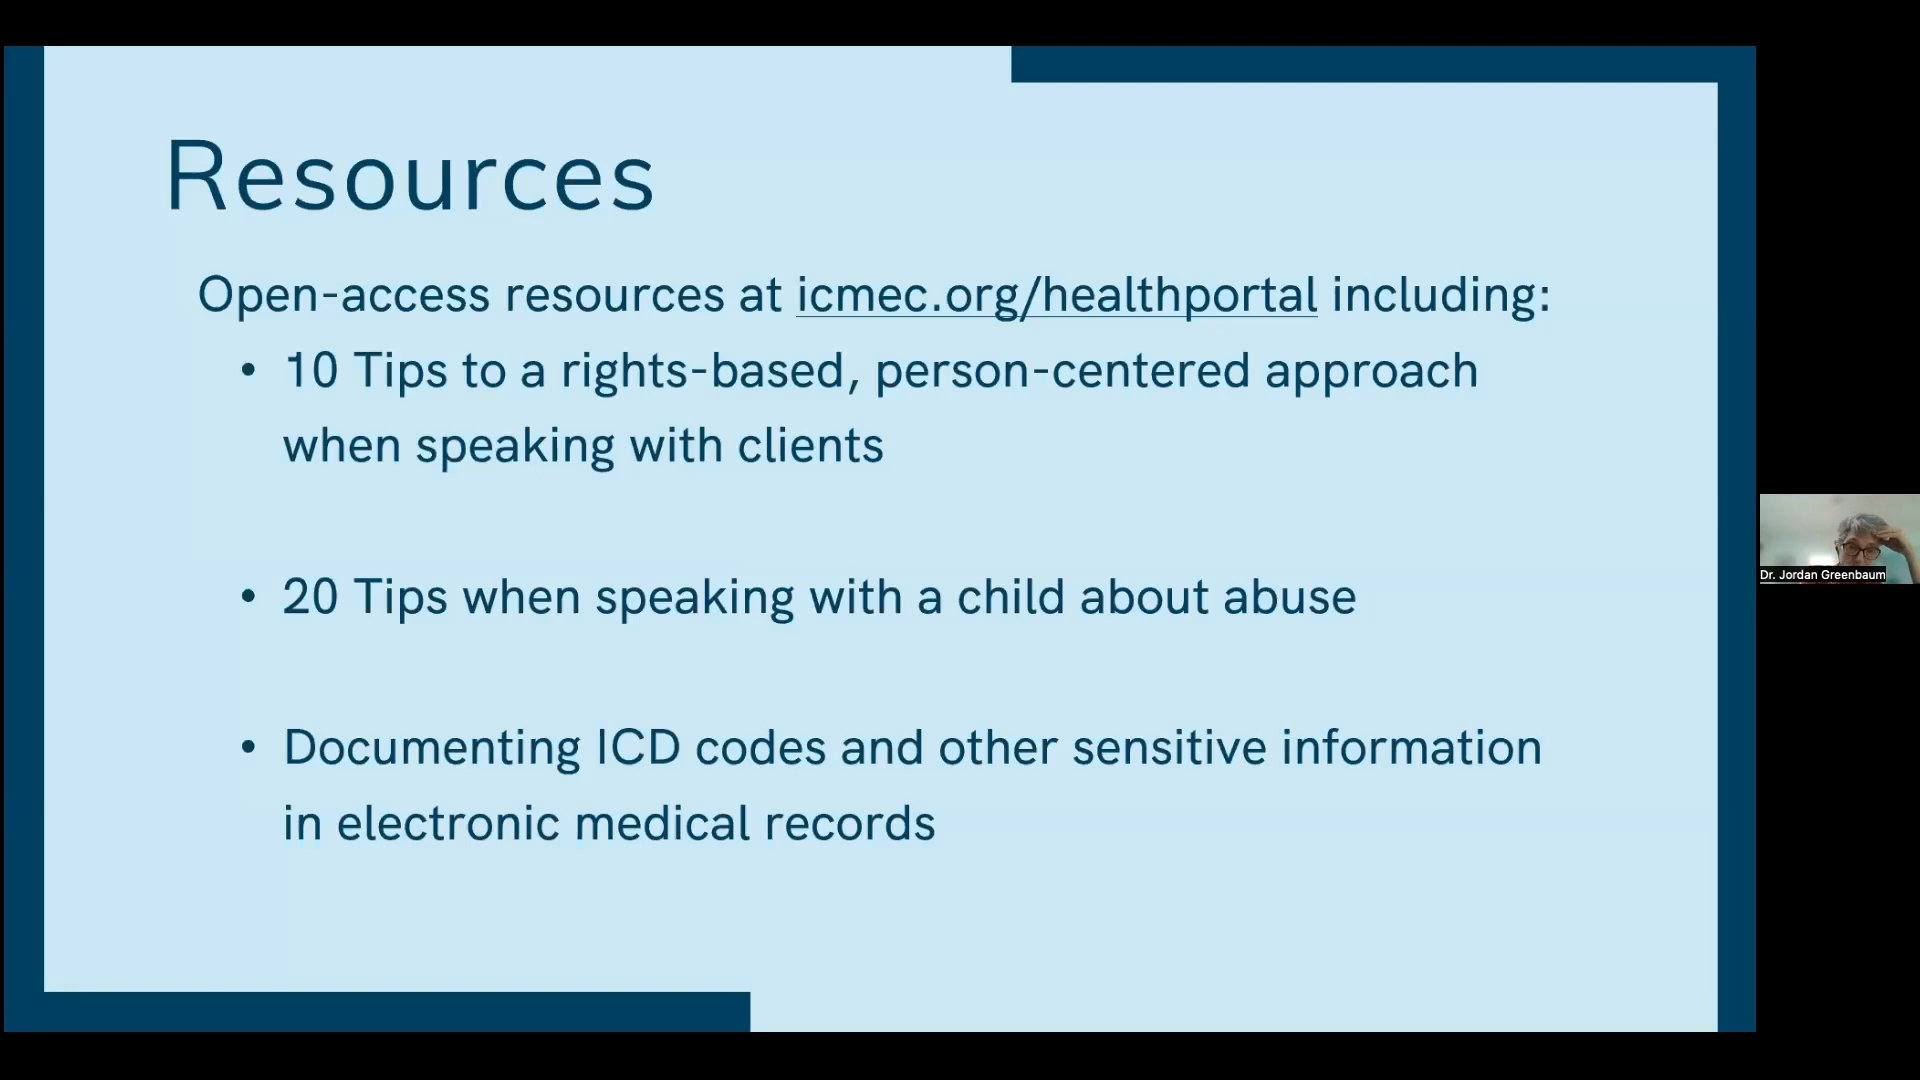 Resources
Open-access resources at icmec.org/healthportal including:
• 10 Tips to a rights-based, person-centered approach
when speaking with clients
• 20 Tips when speaking with a child about abuse
• Documenting ICD codes and other sensitive information
in electronic medical records
Dr. Jordan Greenbaum